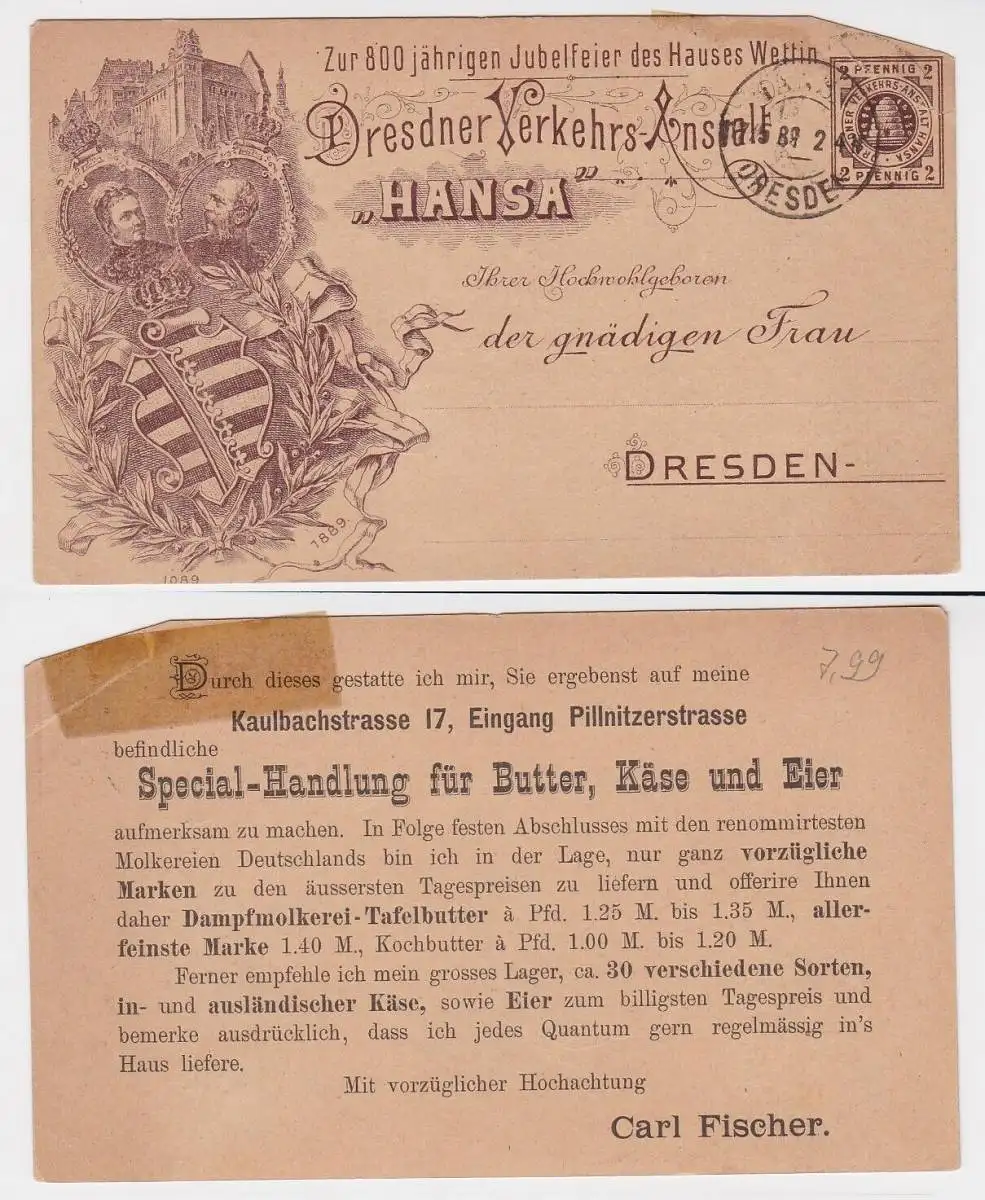 Zur 800 jährigen Jubelfeier des Hauses Wettin
Dresdner Verkehrs-Anstalt
„HANSA”
2 PFENNIG 2
DRESDNER VERKEHRS-ANSTALT HANSA
2 PFENNIG 2
5 89 2
DRESDEN
Ihrer Hochwohlgeboren
der gnädigen Frau
DRESDEN-
1889.
1089
7,99
Durch dieses gestatte ich mir, Sie ergebenst auf meine
Kaulbachstrasse 17, Eingang Pillnitzerstrasse
befindliche
Special-Handlung für Butter, Käse und Eier
aufmerksam zu machen. In Folge festen Abschlusses mit den renommirtesten
Molkereien Deutschlands bin ich in der Lage, nur ganz vorzügliche
Marken zu den äussersten Tagespreisen zu liefern und offerire Ihnen
daher Dampfmolkerei-Tafelbutter à Pfd. 1.25 M. bis 1.35 M., aller-
feinste Marke 1.40 M., Kochbutter à Pfd. 1.00 M. bis 1.20 M.
Ferner empfehle ich mein grosses Lager, ca. 30 verschiedene Sorten,
in- und ausländischer Käse, sowie Eier zum billigsten Tagespreis und
bemerke ausdrücklich, dass ich jedes Quantum gern regelmässig in's
Haus liefere.
Mit vorzüglicher Hochachtung
Carl Fischer.